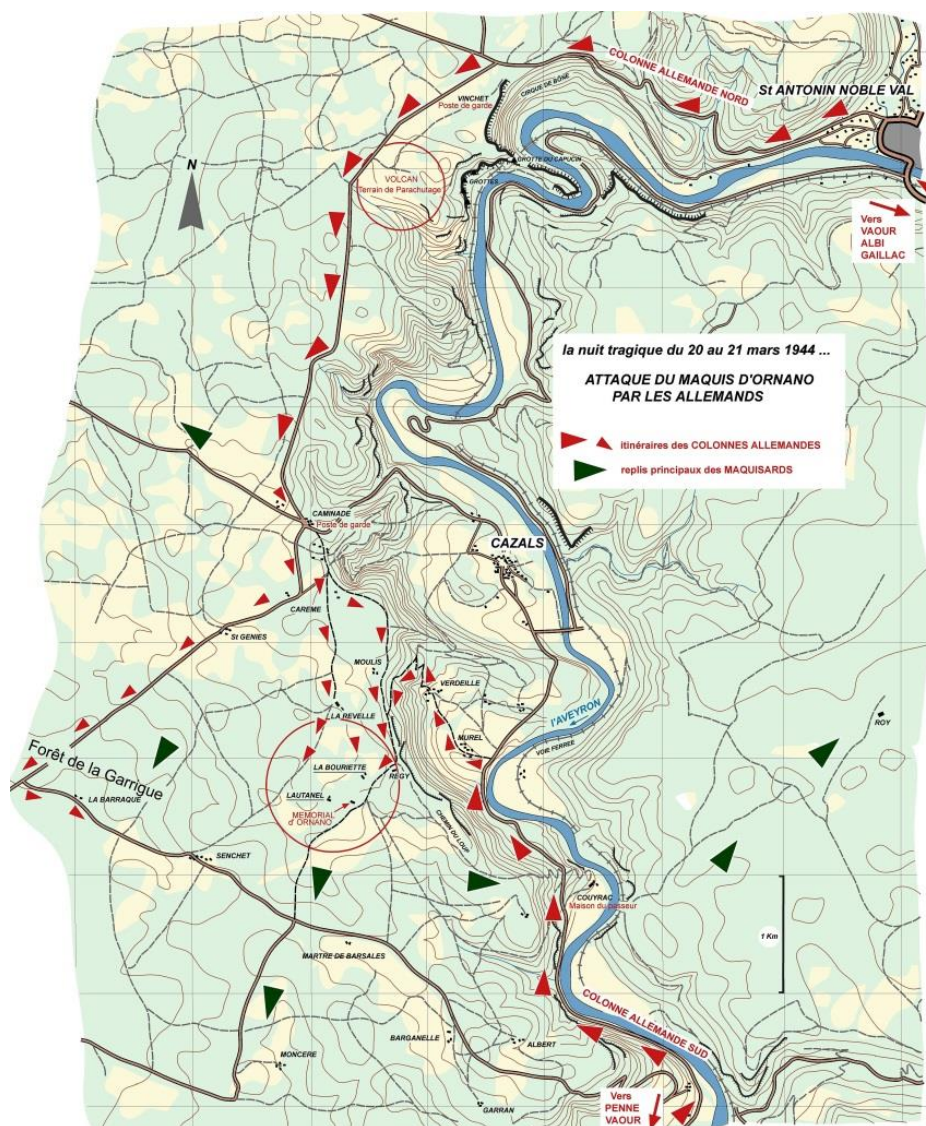 COLONNE ALLEMANDE NORD
St ANTONIN NOBLE VAL
CIRQUE DE BÔNE
VINCHET
Poste de garde
GROTTE DU CAPUCIN
GROTTES
N
VOLCAN
Terrain de Parachutage
Vers
VAOUR
ALBI
GAILLAC
la nuit tragique du 20 au 21 mars 1944 ...
ATTAQUE DU MAQUIS D'ORNANO
PAR LES ALLEMANDS
itinéraires des COLONNES ALLEMANDES
replis principaux des MAQUISARDS
CAMINADE
Poste de garde
CAZALS
CAREME
St GENIES
MOULIS
VERDEILLE
LA REVELLE
l'AVEYRON
ROY
MUREL
VOIE FERREE
Forêt de la Garrigue
LA BOURIETTE
REGY
LA BARRAQUE
LAUTANEL
MEMORIAL
d' ORNANO
CHEMIN DU LOUP
SENCHET
COUYRAC
Maison du passeur
1 Km
MARTRE DE BARSALES
COLONNE ALLEMANDE SUD
BARGANELLE
ALBERT
MONCERE
GARRAN
Vers
PENNE
VAOUR